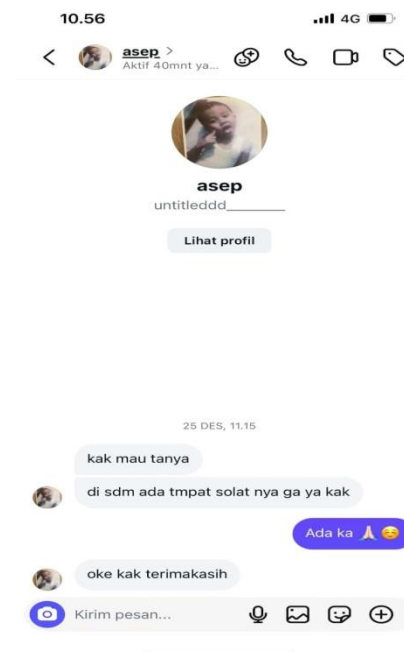 10.56
4G
asep >
Aktif 40mnt ya...
asep
untitleddd________
Lihat profil
25 DES, 11.15
kak mau tanya
di sdm ada tmpat solat nya ga ya kak
Ada ka 🙏🏻☺️
oke kak terimakasih
Kirim pesan...